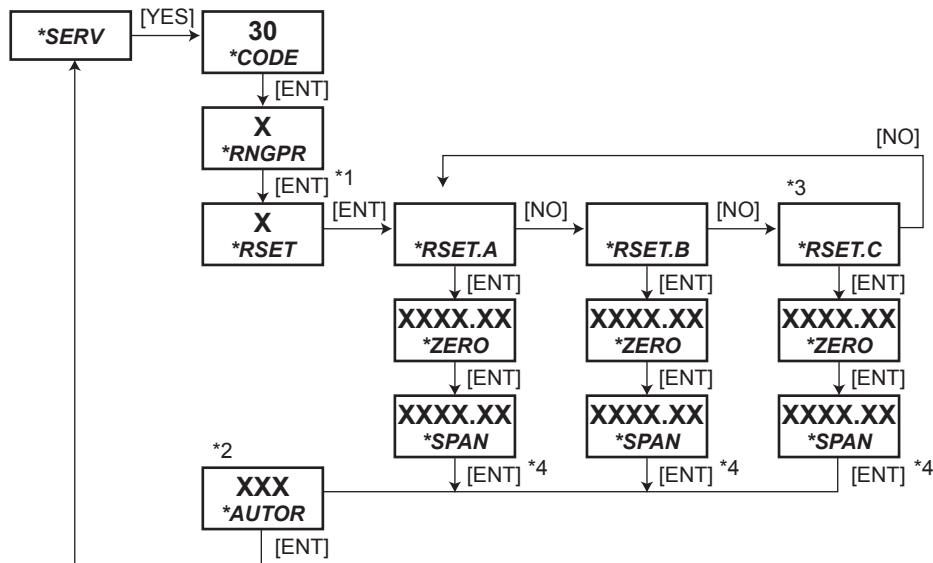 *SERV
[YES]
30
*CODE
[ENT]
X
*RNGPR
[ENT] *1
X
*RSET
[ENT]
*RSET.A
[NO]
*RSET.B
[NO]
*3
*RSET.C
[NO]
[ENT]
[ENT]
[ENT]
XXXX.XX
*ZERO
XXXX.XX
*ZERO
XXXX.XX
*ZERO
[ENT]
[ENT]
[ENT]
XXXX.XX
*SPAN
XXXX.XX
*SPAN
XXXX.XX
*SPAN
[ENT] *4
[ENT] *4
[ENT] *4
*2
XXX
*AUTOR
[ENT]